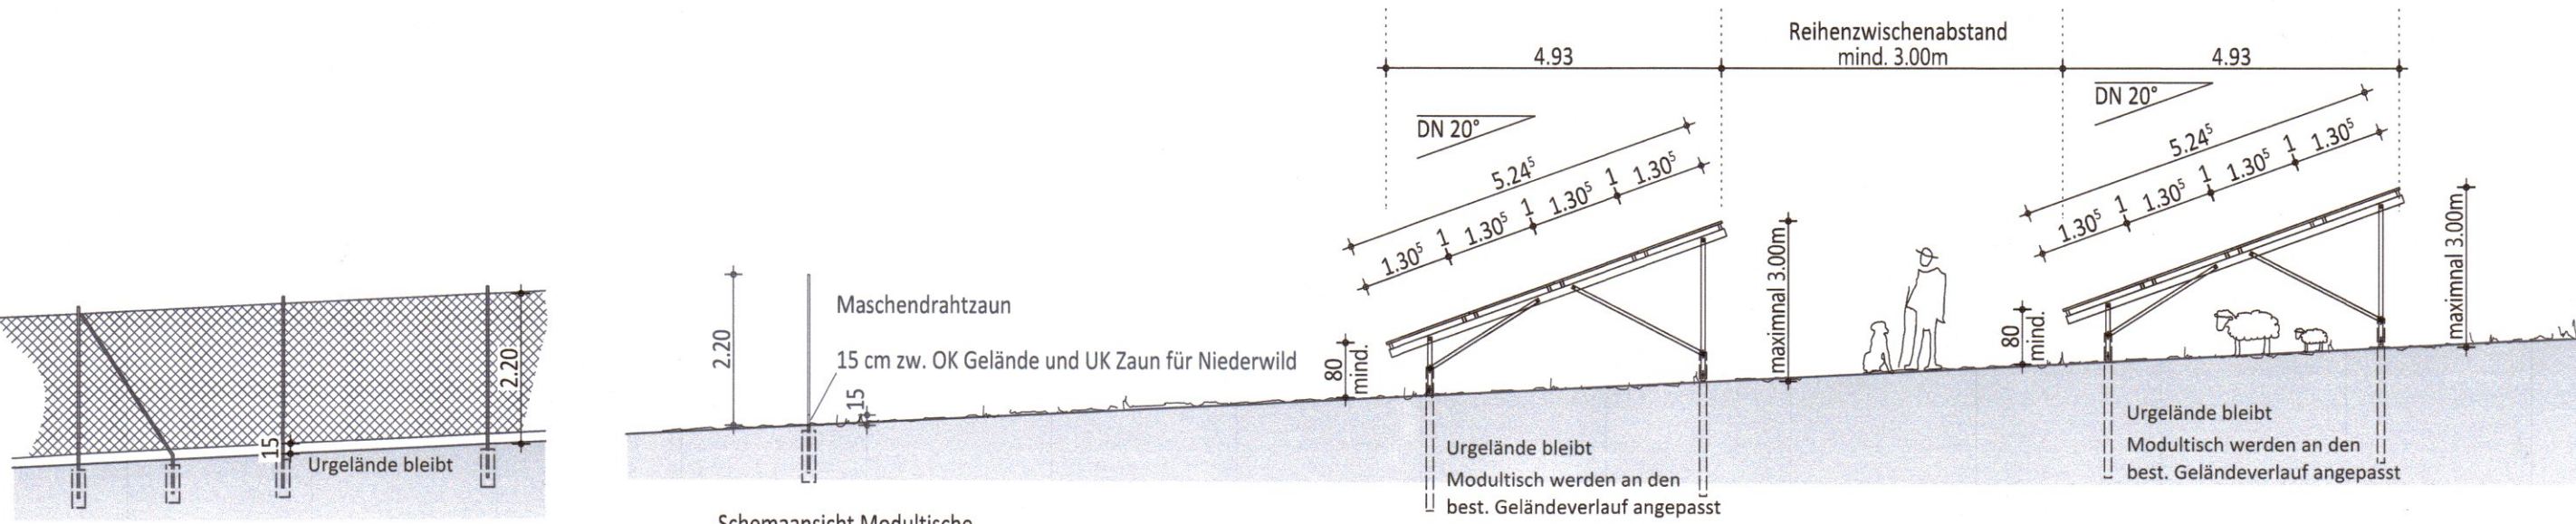 2.20
15
Urgelände bleibt
2.20
Maschendrahtzaun
15 cm zw. OK Gelände und UK Zaun für Niederwild
15
4.93
Reihenzwischenabstand
mind. 3.00m
4.93
DN 20°
5.24⁵
1.30⁵ 1 1.30⁵ 1 1.30⁵ 1 1.30⁵
80
mind.
maximnal 3.00m
Urgelände bleibt
Modultisch werden an den
best. Geländeverlauf angepasst
DN 20°
5.24⁵
1.30⁵ 1 1.30⁵ 1 1.30⁵ 1 1.30⁵
80
mind.
maximal 3.00m
Urgelände bleibt
Modultisch werden an den
best. Geländeverlauf angepasst
Schemaansicht Modultische